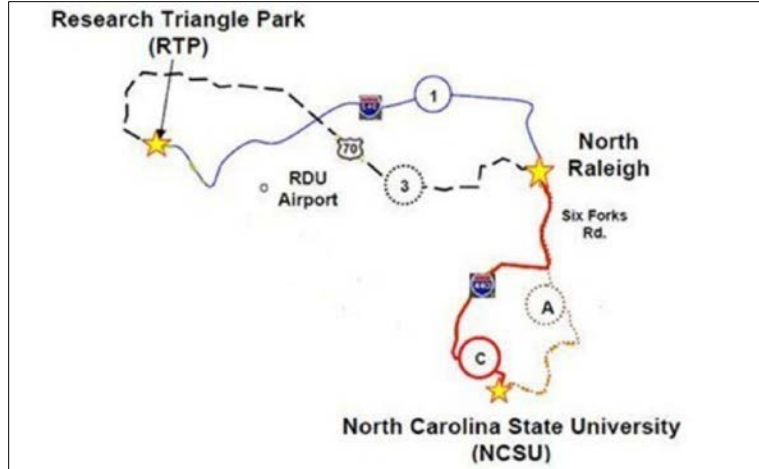 Research Triangle Park
(RTP)
1
70
North
Raleigh
RDU
Airport
3
Six Forks
Rd.
440
A
C
North Carolina State University
(NCSU)